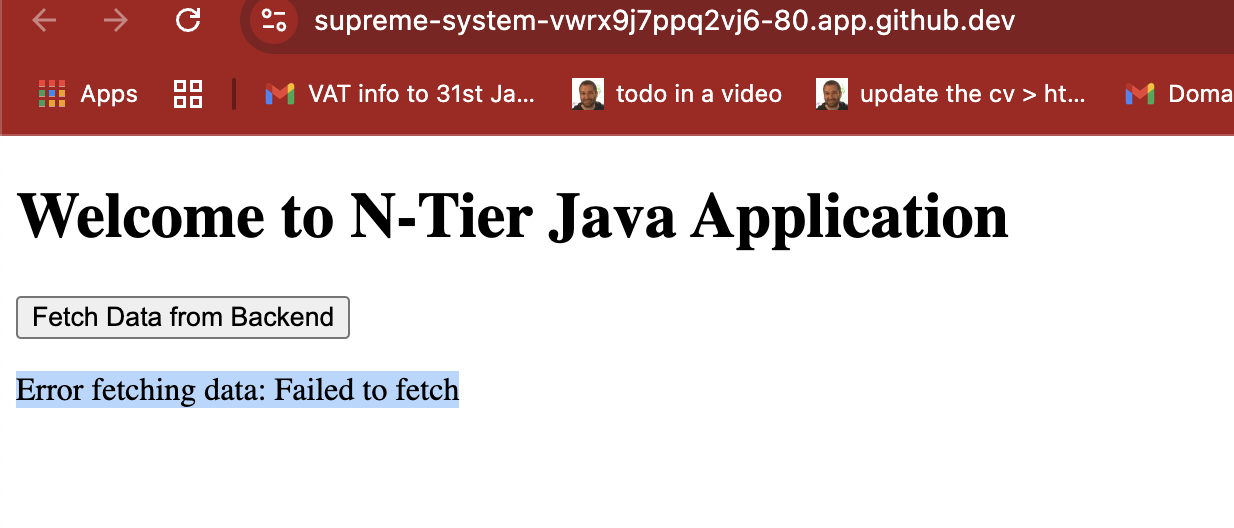 supreme-system-vwrx9j7ppq2vj6-80.app.github.dev
Apps VAT info to 31st Ja... todo in a video update the cv > ht... Doma
Welcome to N-Tier Java Application
Fetch Data from Backend
Error fetching data: Failed to fetch